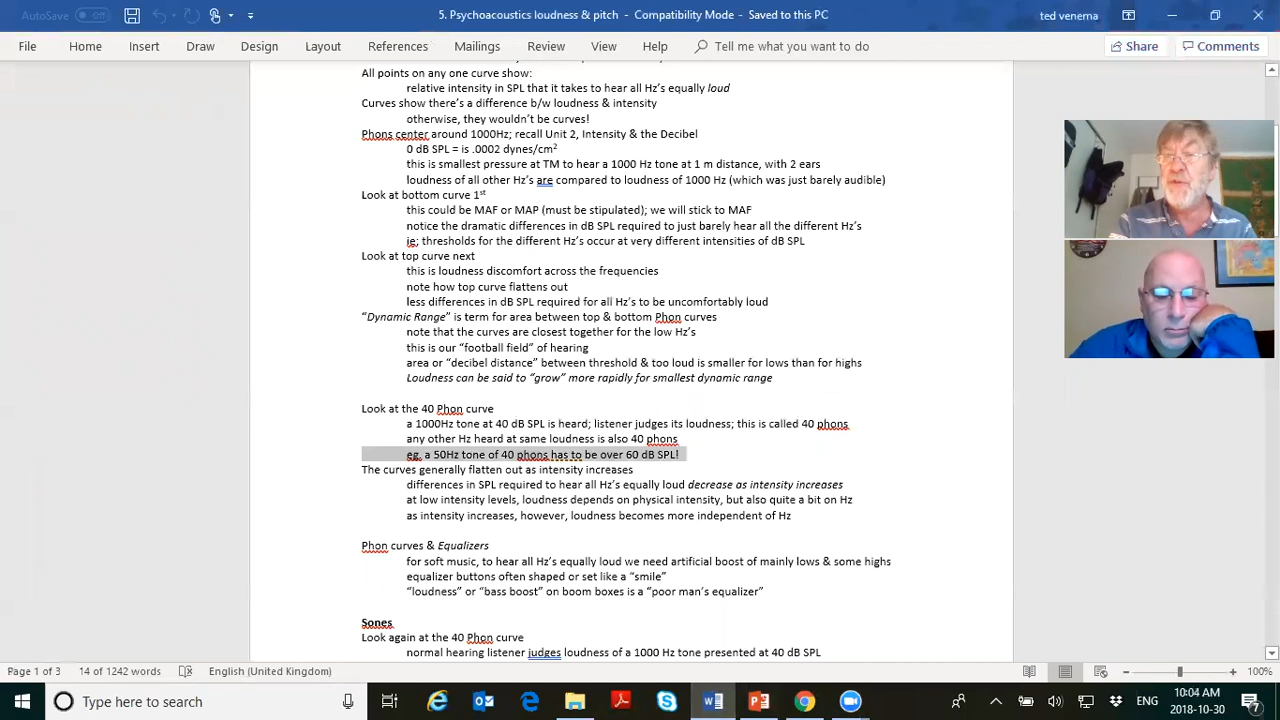 AutoSave Off 5. Psychoacoustics loudness & pitch - Compatibility Mode - Saved to this PC ted venema
File Home Insert Draw Design Layout References Mailings Review View Help Tell me what you want to do Share Comments
All points on any one curve show:
relative intensity in SPL that it takes to hear all Hz's equally loud
Curves show there's a difference b/w loudness & intensity
otherwise, they wouldn't be curves!
Phons center around 1000Hz; recall Unit 2, Intensity & the Decibel
0 dB SPL = is .0002 dynes/cm²
this is smallest pressure at TM to hear a 1000 Hz tone at 1 m distance, with 2 ears
loudness of all other Hz's are compared to loudness of 1000 Hz (which was just barely audible)
Look at bottom curve 1st
this could be MAF or MAP (must be stipulated); we will stick to MAF
notice the dramatic differences in dB SPL required to just barely hear all the different Hz's
ie; thresholds for the different Hz's occur at very different intensities of dB SPL
Look at top curve next
this is loudness discomfort across the frequencies
note how top curve flattens out
less differences in dB SPL required for all Hz's to be uncomfortably loud
"Dynamic Range" is term for area between top & bottom Phon curves
note that the curves are closest together for the low Hz's
this is our "football field" of hearing
area or "decibel distance" between threshold & too loud is smaller for lows than for highs
Loudness can be said to "grow" more rapidly for smallest dynamic range
Look at the 40 Phon curve
a 1000Hz tone at 40 dB SPL is heard; listener judges its loudness; this is called 40 phons
any other Hz heard at same loudness is also 40 phons
eg. a 50Hz tone of 40 phons has to be over 60 dB SPL!
The curves generally flatten out as intensity increases
differences in SPL required to hear all Hz's equally loud decrease as intensity increases
at low intensity levels, loudness depends on physical intensity, but also quite a bit on Hz
as intensity increases, however, loudness becomes more independent of Hz
Phon curves & Equalizers
for soft music, to hear all Hz's equally loud we need artificial boost of mainly lows & some highs
equalizer buttons often shaped or set like a "smile"
"loudness" or "bass boost" on boom boxes is a "poor man's equalizer"
Sones
Look again at the 40 Phon curve
normal hearing listener judges loudness of a 1000 Hz tone presented at 40 dB SPL
Page 1 of 3 14 of 1242 words English (United Kingdom) 100%
Type here to search ENG 10:04 AM
2018-10-30 7